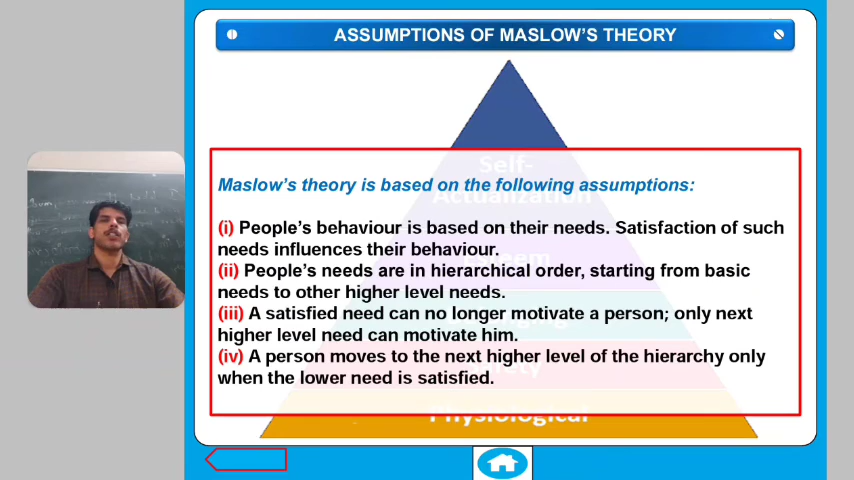 ASSUMPTIONS OF MASLOW'S THEORY
Self-
Actualization
Maslow's theory is based on the following assumptions:
(i) People's behaviour is based on their needs. Satisfaction of such
needs influences their behaviour.
(ii) People's needs are in hierarchical order, starting from basic
needs to other higher level needs.
(iii) A satisfied need can no longer motivate a person; only next
higher level need can motivate him.
(iv) A person moves to the next higher level of the hierarchy only
when the lower need is satisfied.
Physiological